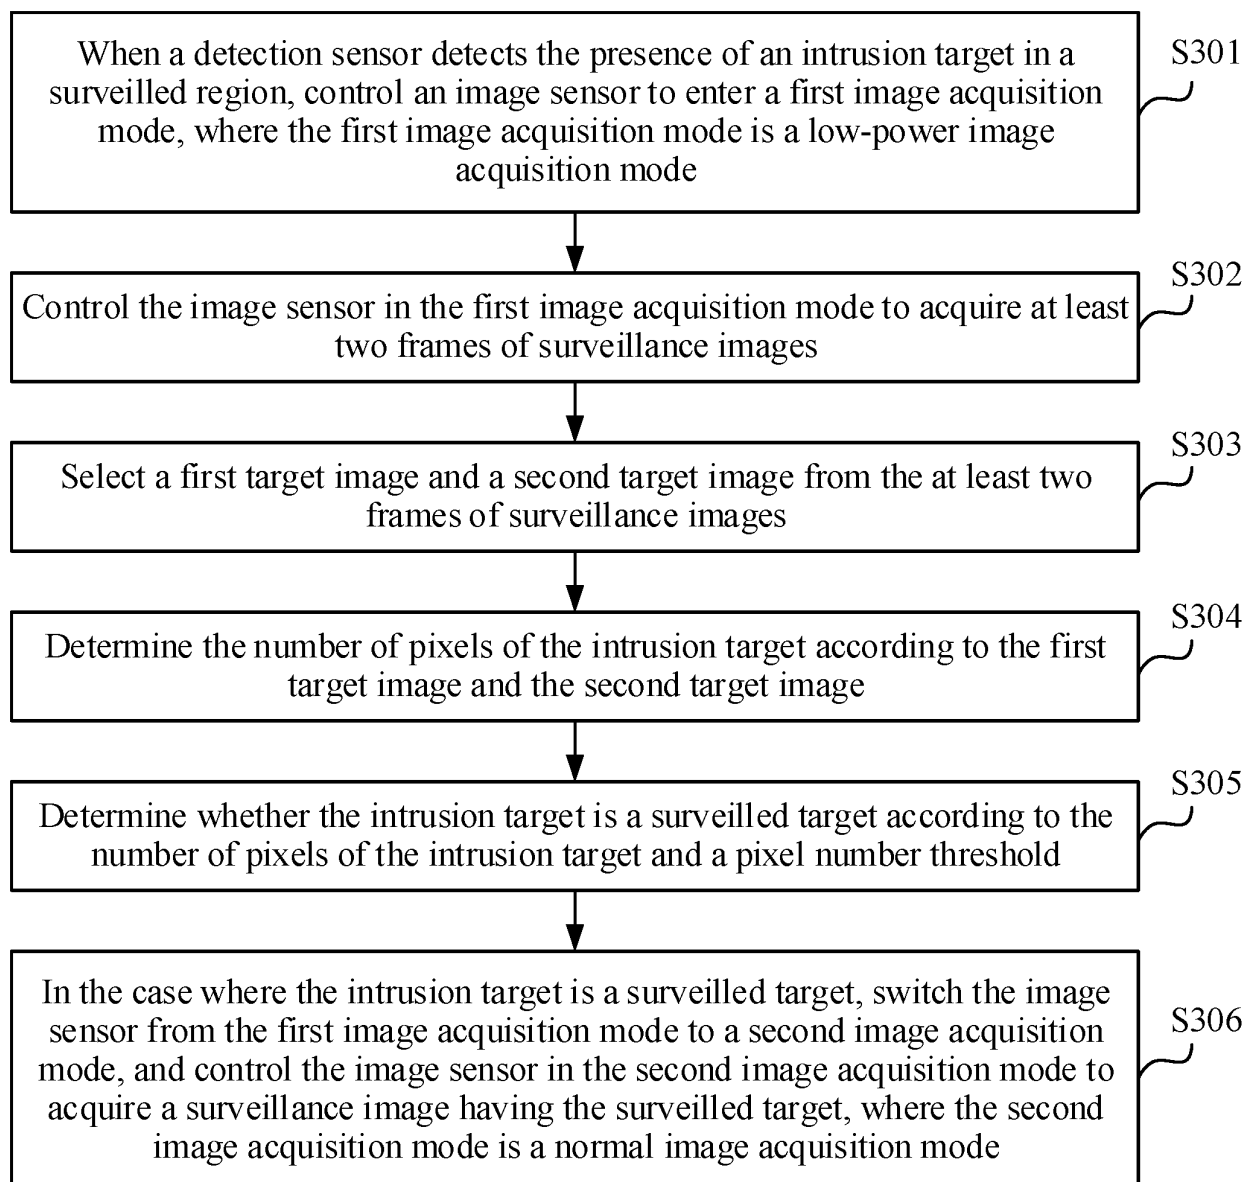 When a detection sensor detects the presence of an intrusion target in a
surveilled region, control an image sensor to enter a first image acquisition
mode, where the first image acquisition mode is a low-power image
acquisition mode
S301
Control the image sensor in the first image acquisition mode to acquire at least
two frames of surveillance images
S302
Select a first target image and a second target image from the at least two
frames of surveillance images
S303
Determine the number of pixels of the intrusion target according to the first
target image and the second target image
S304
Determine whether the intrusion target is a surveilled target according to the
number of pixels of the intrusion target and a pixel number threshold
S305
In the case where the intrusion target is a surveilled target, switch the image
sensor from the first image acquisition mode to a second image acquisition
mode, and control the image sensor in the second image acquisition mode to
acquire a surveillance image having the surveilled target, where the second
image acquisition mode is a normal image acquisition mode
S306